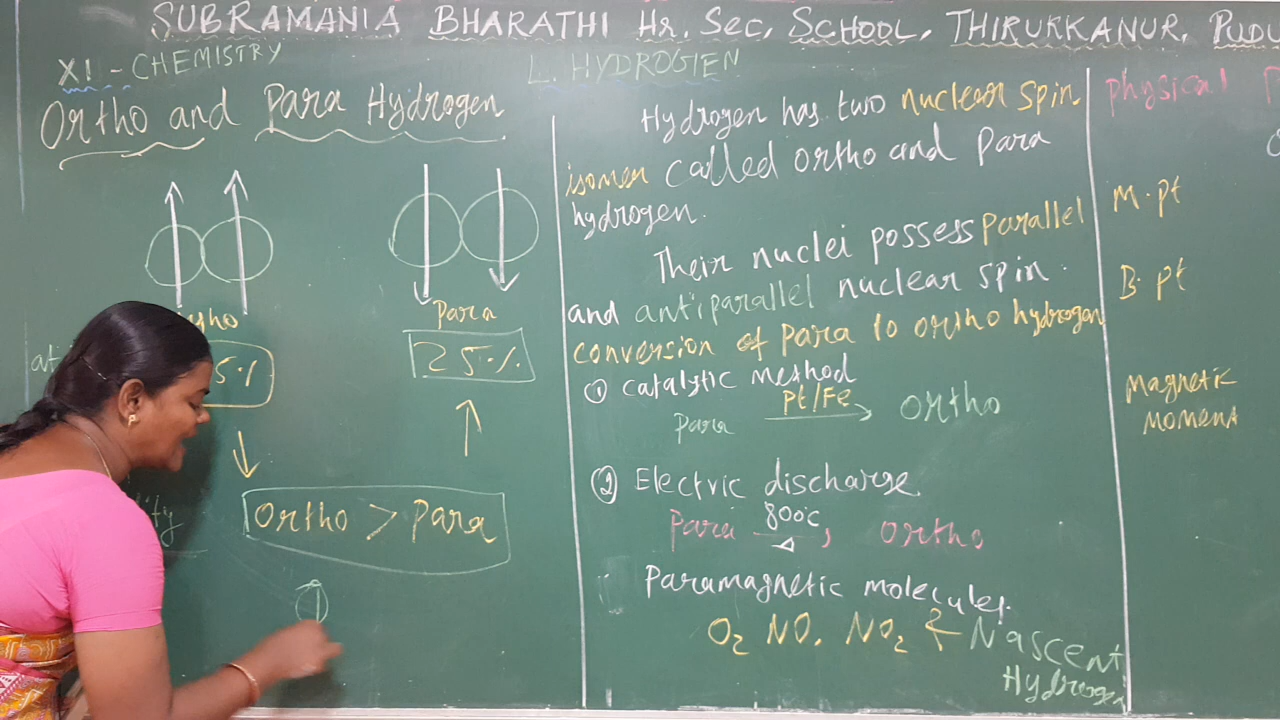 SUBRAMANIA BHARATHI Hr. Sec. SCHOOL, THIRUKKANUR, PUDU
XI - CHEMISTRY
L. HYDROGEN
Ortho and Para Hydrogen
Para
25%
5%
Ortho > Para
Hydrogen has two nuclear spin
isomer called ortho and para
hydrogen.
Their nuclei possess parallel
and antiparallel nuclear spin.
conversion of para to ortho hydrogen
① catalytic method
Para Pt/Fe → ortho
② Electric discharge.
Para 800°C Δ ortho
Paramagnetic molecules.
O₂ NO, NO₂ } ← Nascent
Hydrogen
Physical
M. pt
B. pt
Magnetic
moment